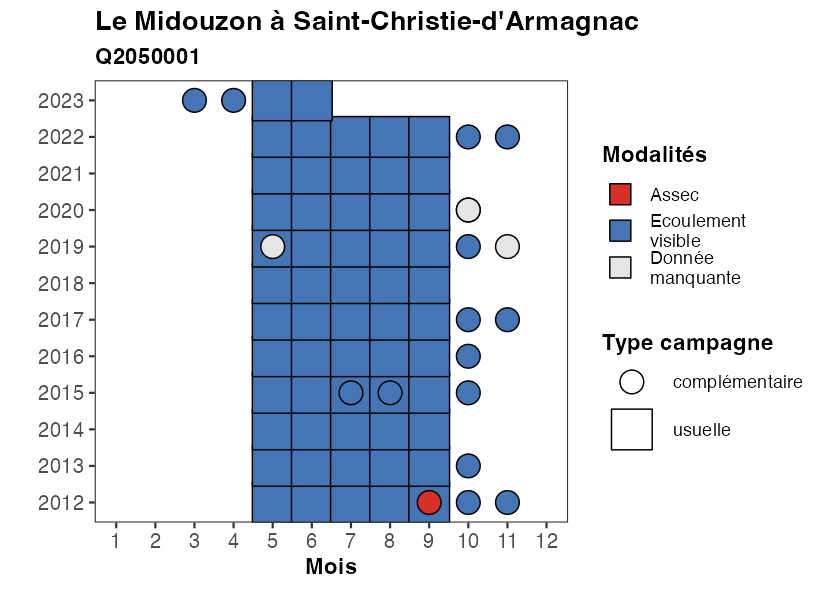 Le Midouzon à Saint-Christie-d'Armagnac
Q2050001
2023
2022
2021
2020
2019
2018
2017
2016
2015
2014
2013
2012
1 2 3 4 5 6 7 8 9 10 11 12
Mois
Modalités
Assec
Ecoulement
visible
Donnée
manquante
Type campagne
complémentaire
usuelle